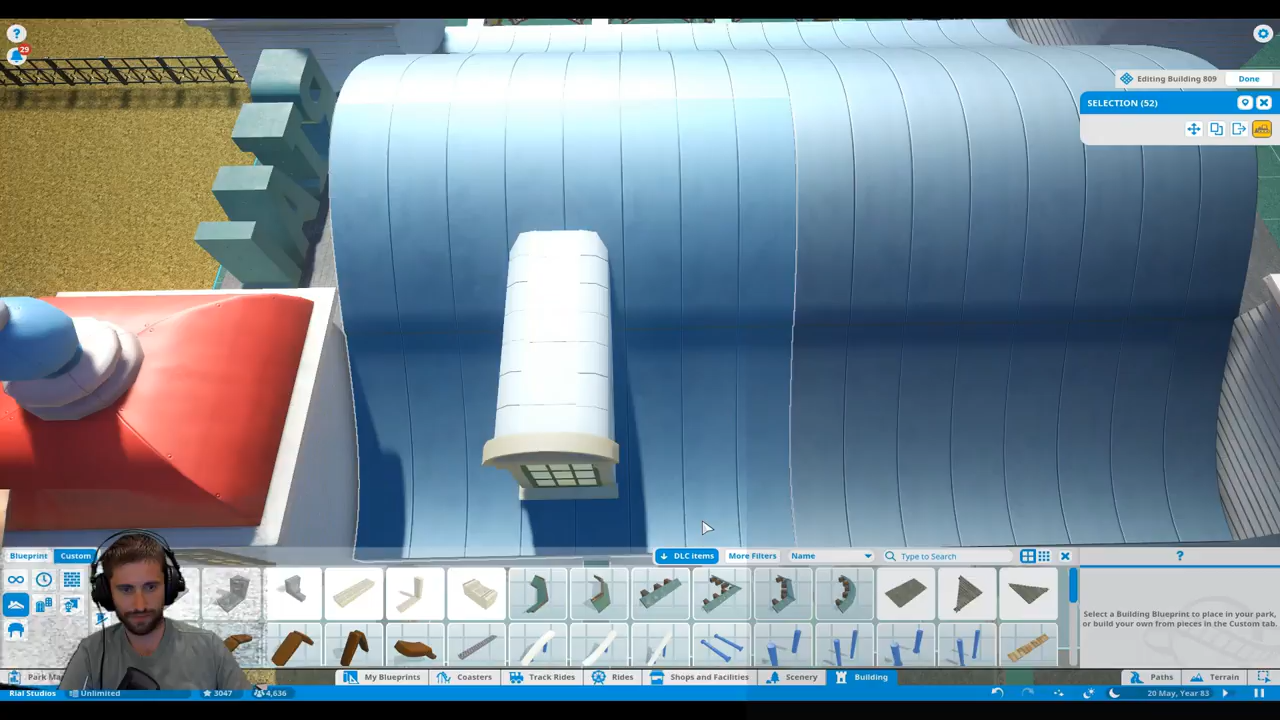 ?
29
Editing Building 809
Done
SELECTION (52)
Blueprint
Custom
DLC items
More Filters
Name
Type to Search
?
Select a Building Blueprint to place in your park,
or build your own from pieces in the Custom tab.
Park Ma
My Blueprints
Coasters
Track Rides
Rides
Shops and Facilities
Scenery
Building
Paths
Terrain
Rial Studios
Unlimited
3047
4,636
20 May, Year 83